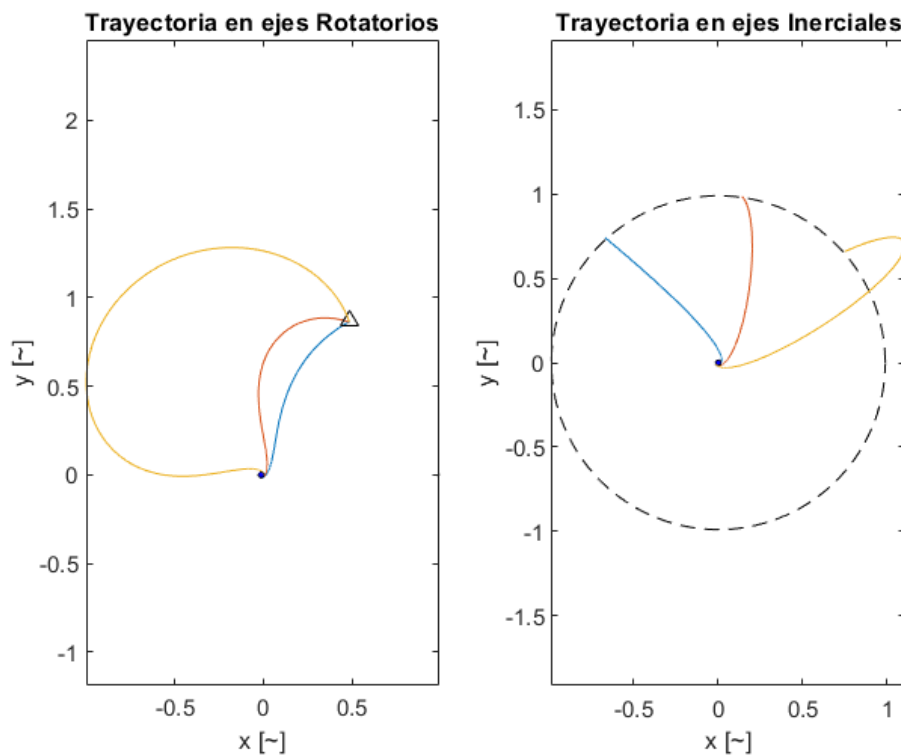 Trayectoria en ejes Rotatorios
2
1.5
1
0.5
0
-0.5
-1
y [~]
-0.5 0 0.5
x [~]
Trayectoria en ejes Inerciales
1.5
1
0.5
0
-0.5
-1
-1.5
y [~]
-0.5 0 0.5 1
x [~]